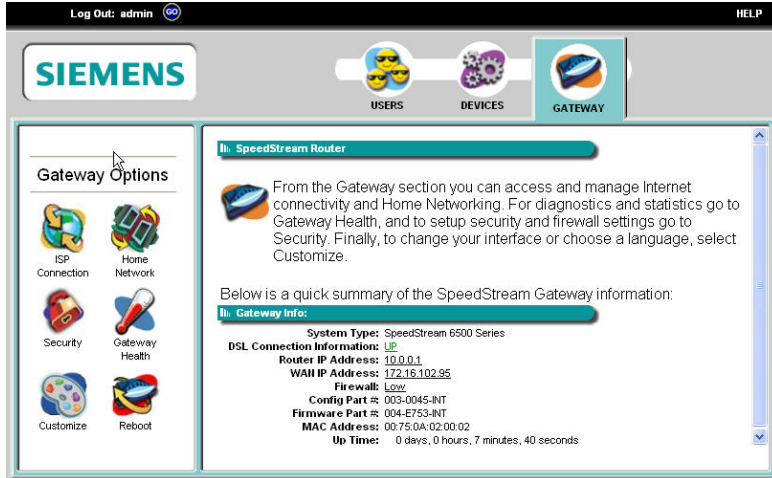 Log Out: admin GO
HELP
SIEMENS
USERS
DEVICES
GATEWAY
Gateway Options
ISP
Connection
Home
Network
Security
Gateway
Health
Customize
Reboot
SpeedStream Router
From the Gateway section you can access and manage Internet
connectivity and Home Networking. For diagnostics and statistics go to
Gateway Health, and to setup security and firewall settings go to
Security. Finally, to change your interface or choose a language, select
Customize.
Below is a quick summary of the SpeedStream Gateway information:
Gateway Info:
System Type: SpeedStream 6500 Series
DSL Connection Information: UP
Router IP Address: 10.0.0.1
WAN IP Address: 172.16.102.95
Firewall: Low
Config Part #: 003-0045-INT
Firmware Part #: 004-E753-INT
MAC Address: 00:75:0A:02:00:02
Up Time: 0 days, 0 hours, 7 minutes, 40 seconds